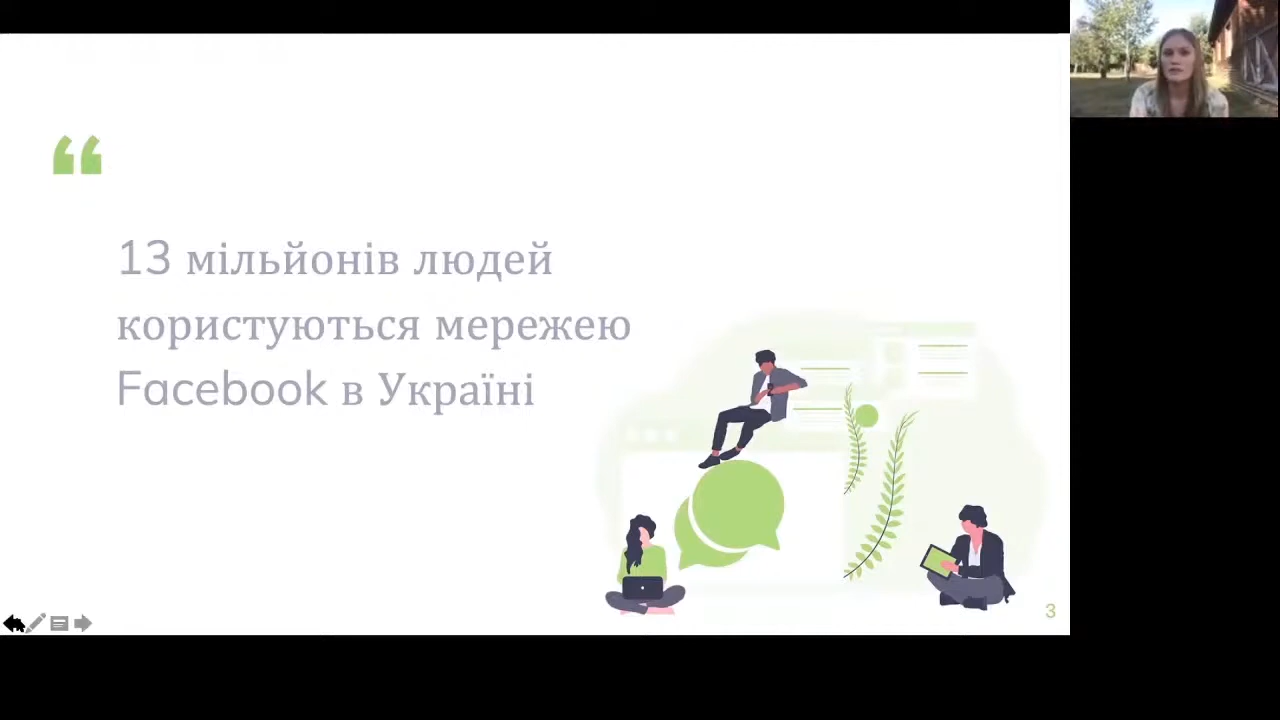 “
13 мільйонів людей
користуються мережею
Facebook в Україні
3